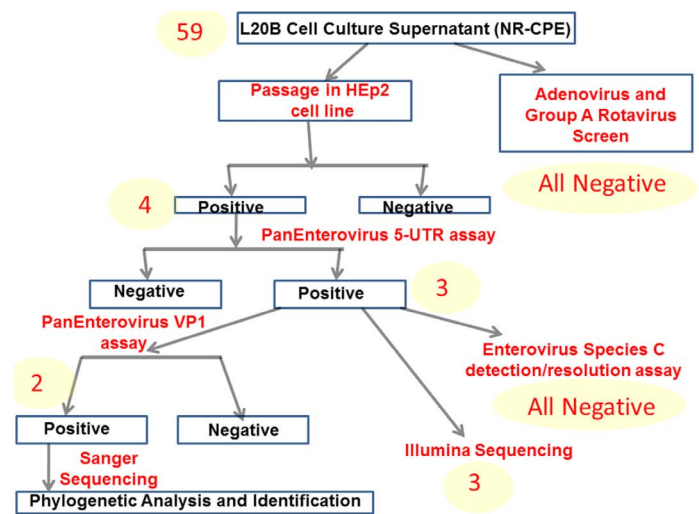 59
L20B Cell Culture Supernatant (NR-CPE)
Passage in HEp2
cell line
Adenovirus and
Group A Rotavirus
Screen
All Negative
4
Positive
Negative
PanEnterovirus 5-UTR assay
Negative
Positive
3
PanEnterovirus VP1
assay
Enterovirus Species C
detection/resolution assay
All Negative
2
Positive
Negative
Illumina Sequencing
3
Sanger
Sequencing
Phylogenetic Analysis and Identification